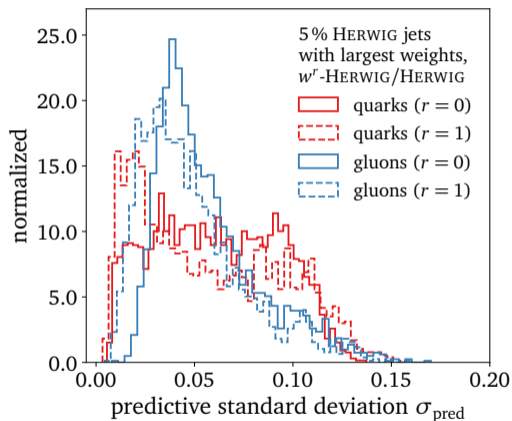 5 % HERWIG jets
with largest weights,
wʳ-HERWIG/HERWIG
quarks (r = 0)
quarks (r = 1)
gluons (r = 0)
gluons (r = 1)
normalized
25.0
20.0
15.0
10.0
5.0
0.0
0.00 0.05 0.10 0.15 0.20
predictive standard deviation σpred